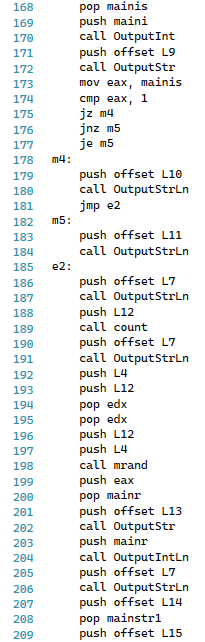 168 pop mainis
169 push maini
170 call OutputInt
171 push offset L9
172 call OutputStr
173 mov eax, mainis
174 cmp eax, 1
175 jz m4
176 jnz m5
177 je m5
178 m4:
179 push offset L10
180 call OutputStrLn
181 jmp e2
182 m5:
183 push offset L11
184 call OutputStrLn
185 e2:
186 push offset L7
187 call OutputStrLn
188 push L12
189 call count
190 push offset L7
191 call OutputStrLn
192 push L4
193 push L12
194 pop edx
195 pop edx
196 push L12
197 push L4
198 call mrand
199 push eax
200 pop mainr
201 push offset L13
202 call OutputStr
203 push mainr
204 call OutputIntLn
205 push offset L7
206 call OutputStrLn
207 push offset L14
208 pop mainstr1
209 push offset L15